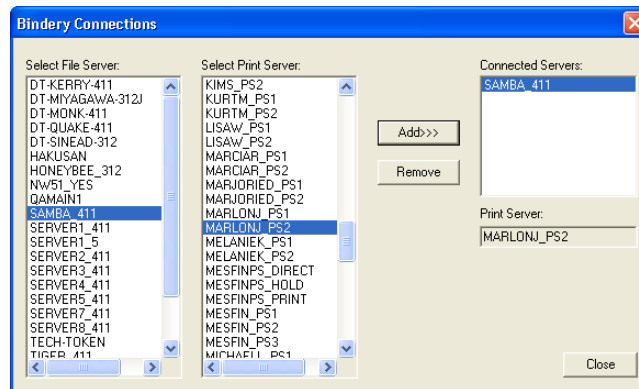 Bindery Connections
Select File Server:
DT-KERRY-411
DT-MIYAGAWA-312J
DT-MONK-411
DT-QUAKE-411
DT-SINEAD-312
HAKUSAN
HONEYBEE_312
NW51_YES
QAMAIN1
SAMBA_411
SERVER1_411
SERVER1_5
SERVER2_411
SERVER3_411
SERVER4_411
SERVER5_411
SERVER7_411
SERVER8_411
TECH-TOKEN
TIGER_411
Select Print Server:
KIMS_PS2
KURTM_PS1
KURTM_PS2
LISAW_PS1
LISAW_PS2
MARCIAR_PS1
MARCIAR_PS2
MARJORIED_PS1
MARJORIED_PS2
MARLONJ_PS1
MARLONJ_PS2
MELANIEK_PS1
MELANIEK_PS2
MESFINPS_DIRECT
MESFINPS_HOLD
MESFINPS_PRINT
MESFIN_PS1
MESFIN_PS2
MESFIN_PS3
MICHAELL_PS1
Add>>>
Remove
Connected Servers:
SAMBA_411
Print Server:
MARLONJ_PS2
Close